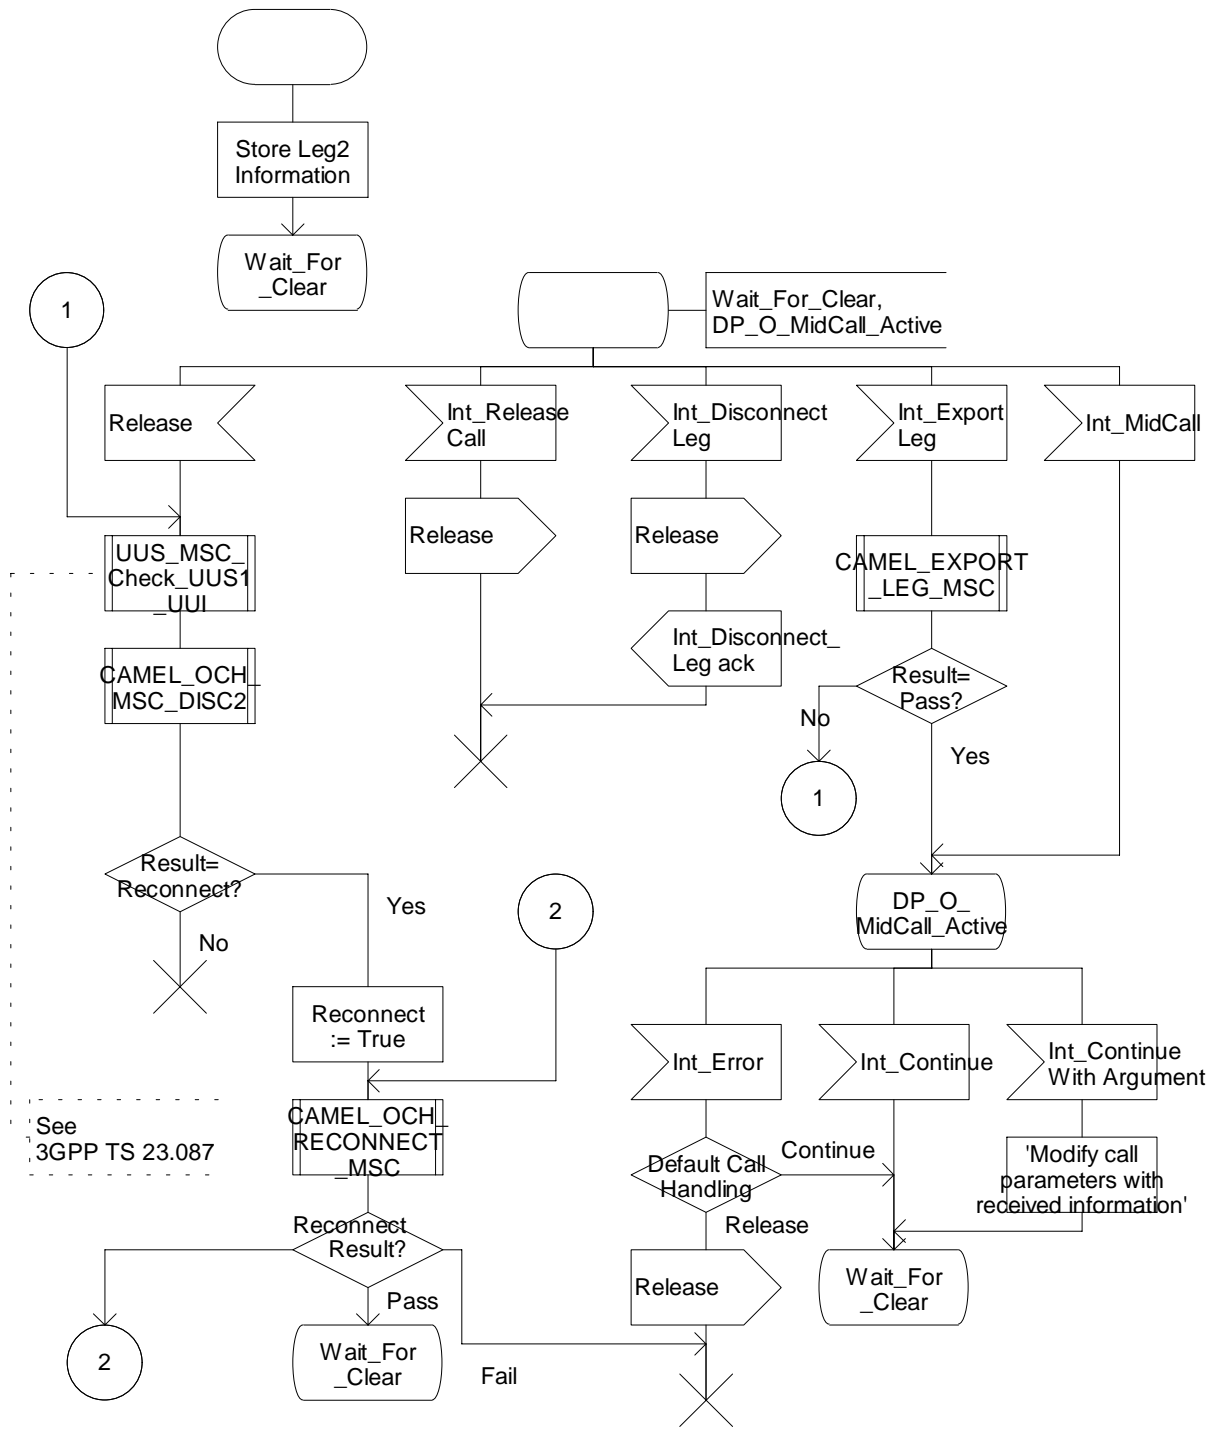 Store Leg2
Information
Wait_For
_Clear
1
Wait_For_Clear,
DP_O_MidCall_Active
Release
Int_Release
Call
Int_Disconnect
Leg
Int_Export
Leg
Int_MidCall
Release
Release
UUS_MSC_
Check_UUS1
_UUI
CAMEL_EXPORT
_LEG_MSC
Int_Disconnect_
Leg ack
CAMEL_OCH_
MSC_DISC2
Result=
Pass?
No
Yes
1
Result=
Reconnect?
Yes
No
2
DP_O_
MidCall_Active
Reconnect
:= True
Int_Error
Int_Continue
Int_Continue
With Argument
See
3GPP TS 23.087
CAMEL_OCH_
RECONNECT
_MSC
Default Call
Handling
Continue
'Modify call
parameters with
received information'
Release
Reconnect
Result?
Pass
Release
Wait_For
_Clear
2
Wait_For
_Clear
Fail